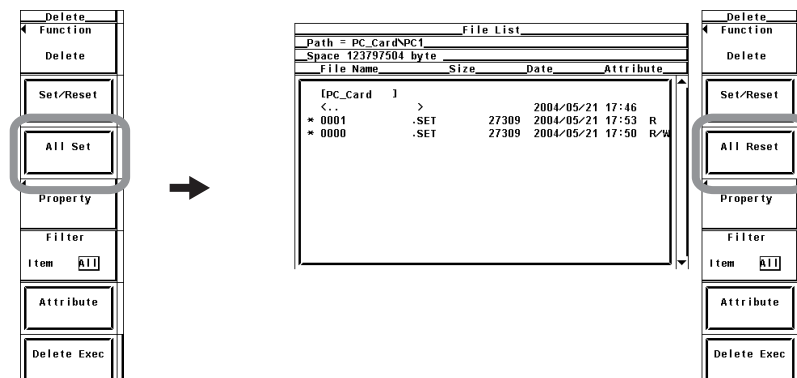 Delete
Function
Delete
Set/Reset
All Set
Property
Filter
Item All
Attribute
Delete Exec
File List
Path = PC_Card\PC1
Space 123797504 byte
File Name Size Date Attribute
[PC_Card ]
<.. > 2004/05/21 17:46
* 0001 .SET 27309 2004/05/21 17:53 R
* 0000 .SET 27309 2004/05/21 17:50 R/W
Delete
Function
Delete
Set/Reset
All Reset
Property
Filter
Item All
Attribute
Delete Exec